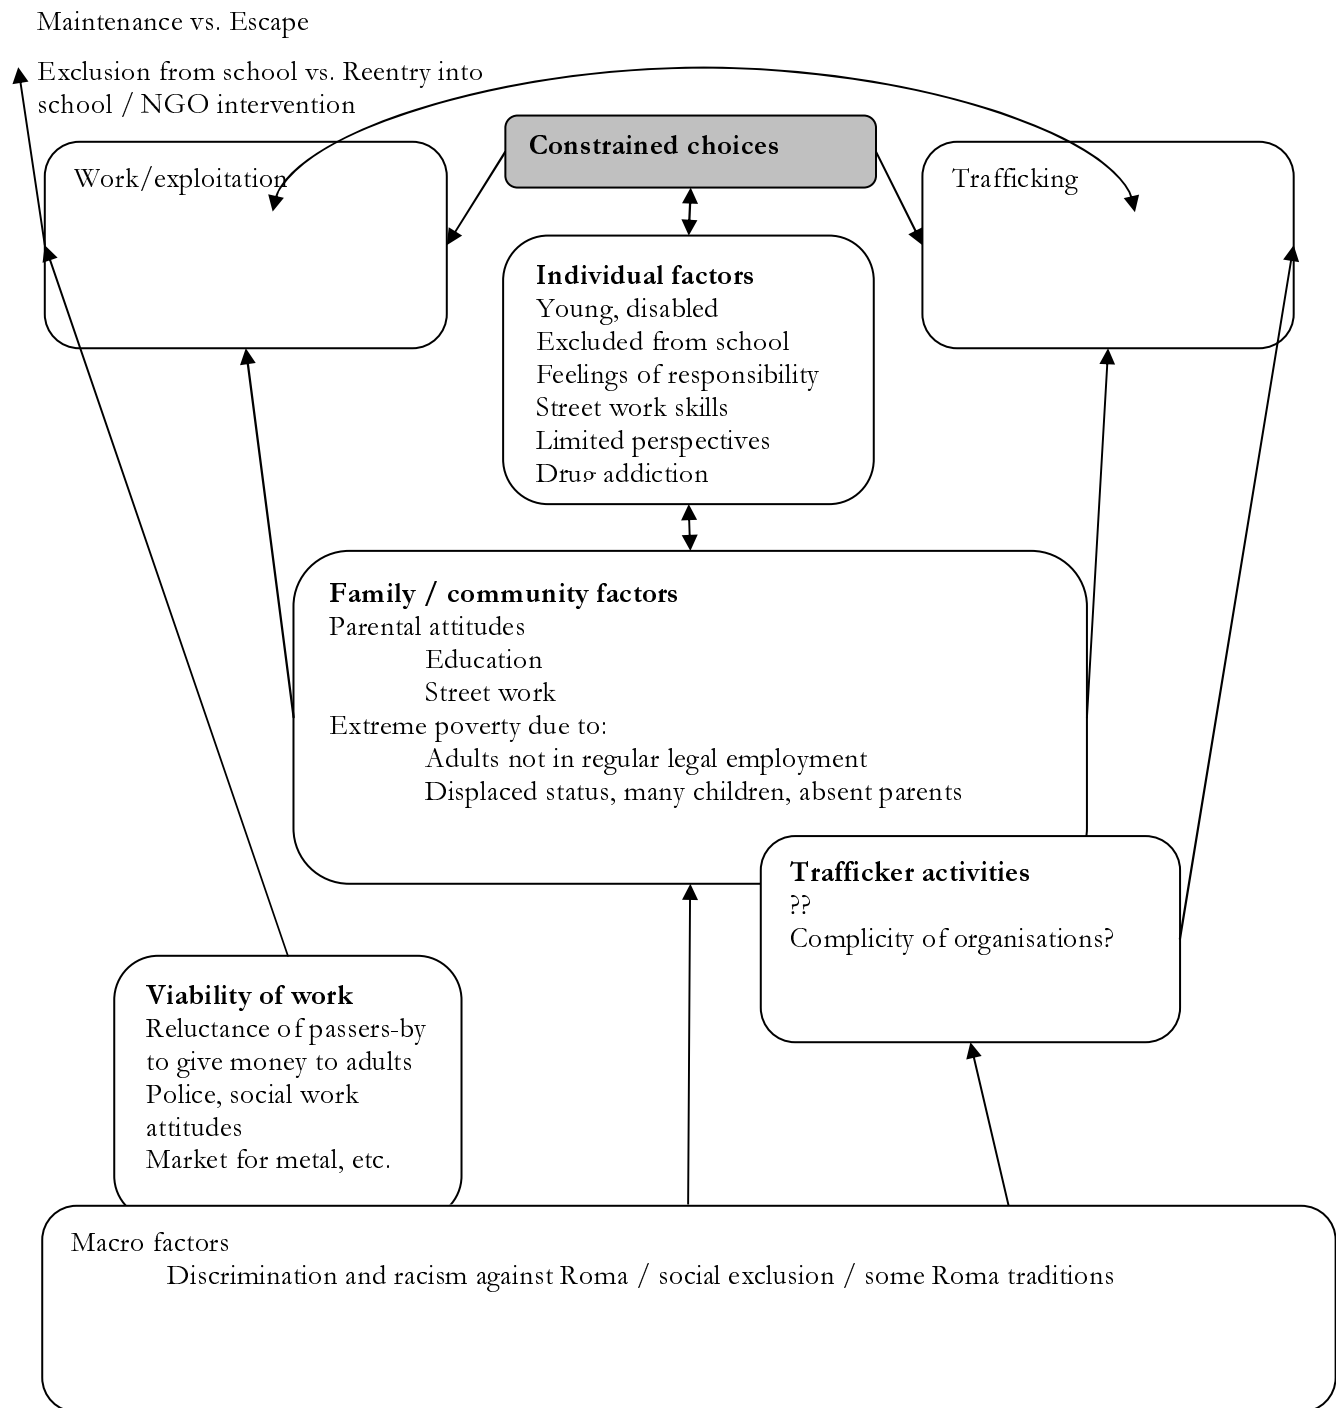 Maintenance vs. Escape
Exclusion from school vs. Reentry into
school / NGO intervention
Constrained choices
Work/exploitation
Trafficking
Individual factors
Young, disabled
Excluded from school
Feelings of responsibility
Street work skills
Limited perspectives
Drug addiction
Family / community factors
Parental attitudes
Education
Street work
Extreme poverty due to:
Adults not in regular legal employment
Displaced status, many children, absent parents
Trafficker activities
??
Complicity of organisations?
Viability of work
Reluctance of passers-by
to give money to adults
Police, social work
attitudes
Market for metal, etc.
Macro factors
Discrimination and racism against Roma / social exclusion / some Roma traditions